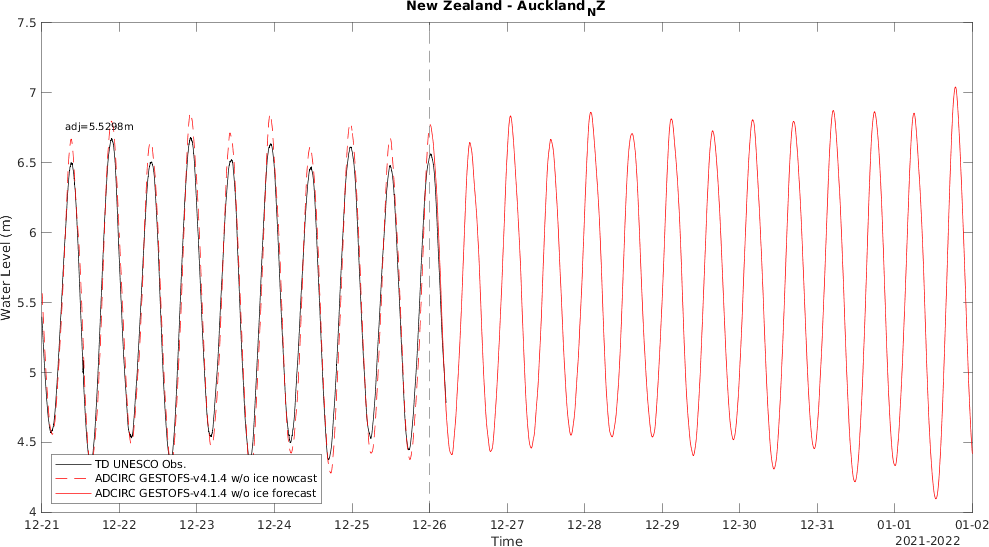 New Zealand - Auckland_NZ
7.5
7
6.5
6
5.5
5
4.5
4
Water Level (m)
adj=5.5298m
TD UNESCO Obs.
ADCIRC GESTOFS-v4.1.4 w/o ice nowcast
ADCIRC GESTOFS-v4.1.4 w/o ice forecast
12-21 12-22 12-23 12-24 12-25 12-26 12-27 12-28 12-29 12-30 12-31 01-01 01-02
Time
2021-2022